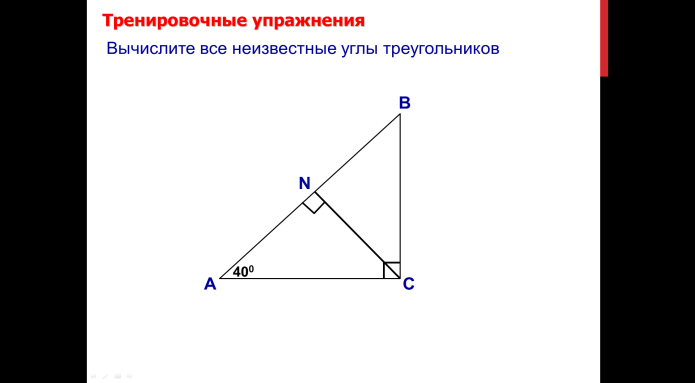 Тренировочные упражнения
Вычислите все неизвестные углы треугольников
B
N
40⁰
A
C